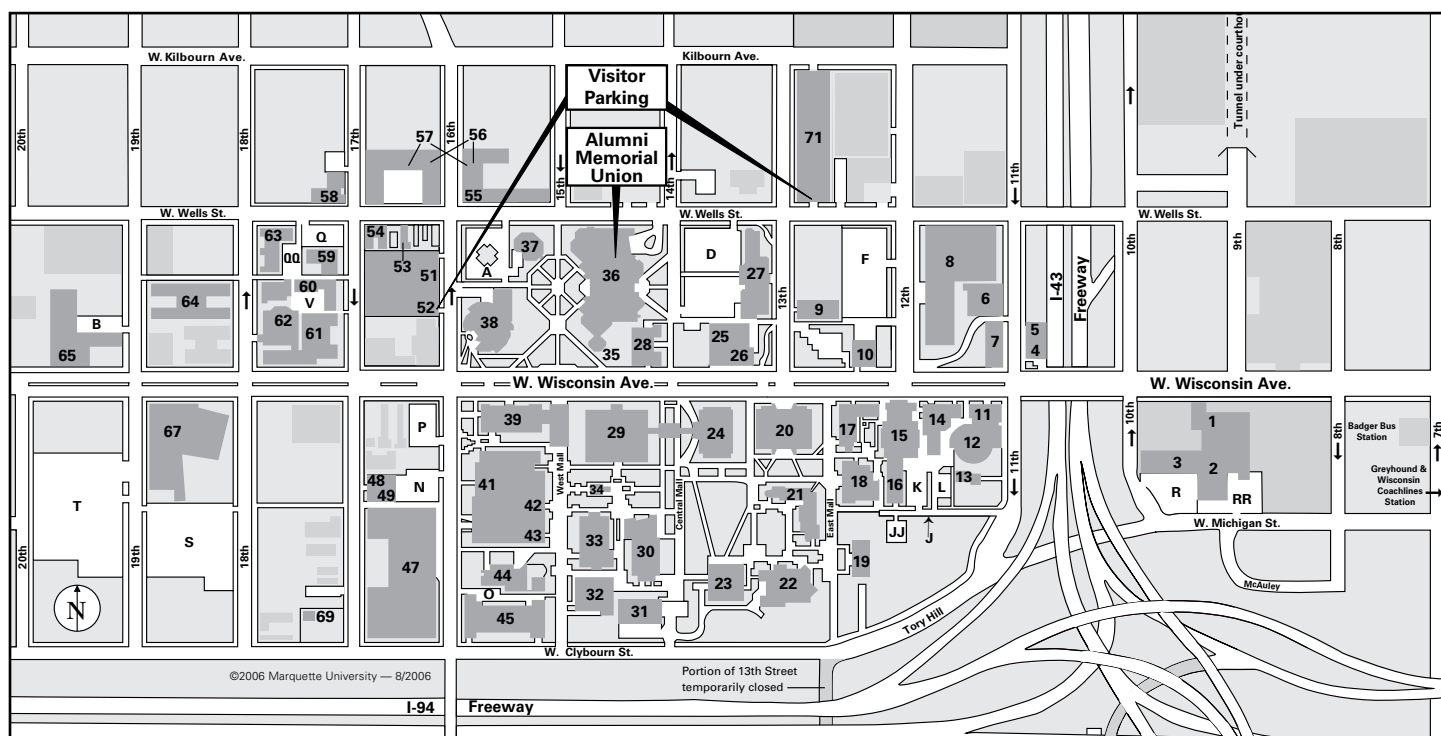 W. Kilbourn Ave.
Kilbourn Ave.
Visitor
Parking
Alumni
Memorial
Union
Tunnel under courthou
20th
19th
18th
17th
16th
15th
14th
11th
57
56
71
58
55
W. Wells St.
W. Wells St.
W. Wells St.
63
Q
54
37
QQ
59
53
51
A
36
D
27
F
8
13th
12th
10th
9th
8th
I-43
Freeway
60
V
52
64
B
62
61
38
9
6
65
35
28
25
26
10
7
5
4
W. Wisconsin Ave.
W. Wisconsin Ave.
67
P
39
29
24
20
17
15
14
11
12
1
10th
8th
7th
Badger Bus
Station
Greyhound &
Wisconsin
Coachlines
Station
48
49
N
41
42
43
West Mall
34
Central Mall
21
18
16
K
L
13
11th
3
2
R
RR
T
S
W. Michigan St.
East Mall
JJ
J
33
30
20th
19th
18th
47
44
O
45
32
31
23
22
19
McAuley
N
69
Tory Hill
W. Clybourn St.
©2006 Marquette University — 8/2006
Portion of 13th Street
temporarily closed
I-94
Freeway